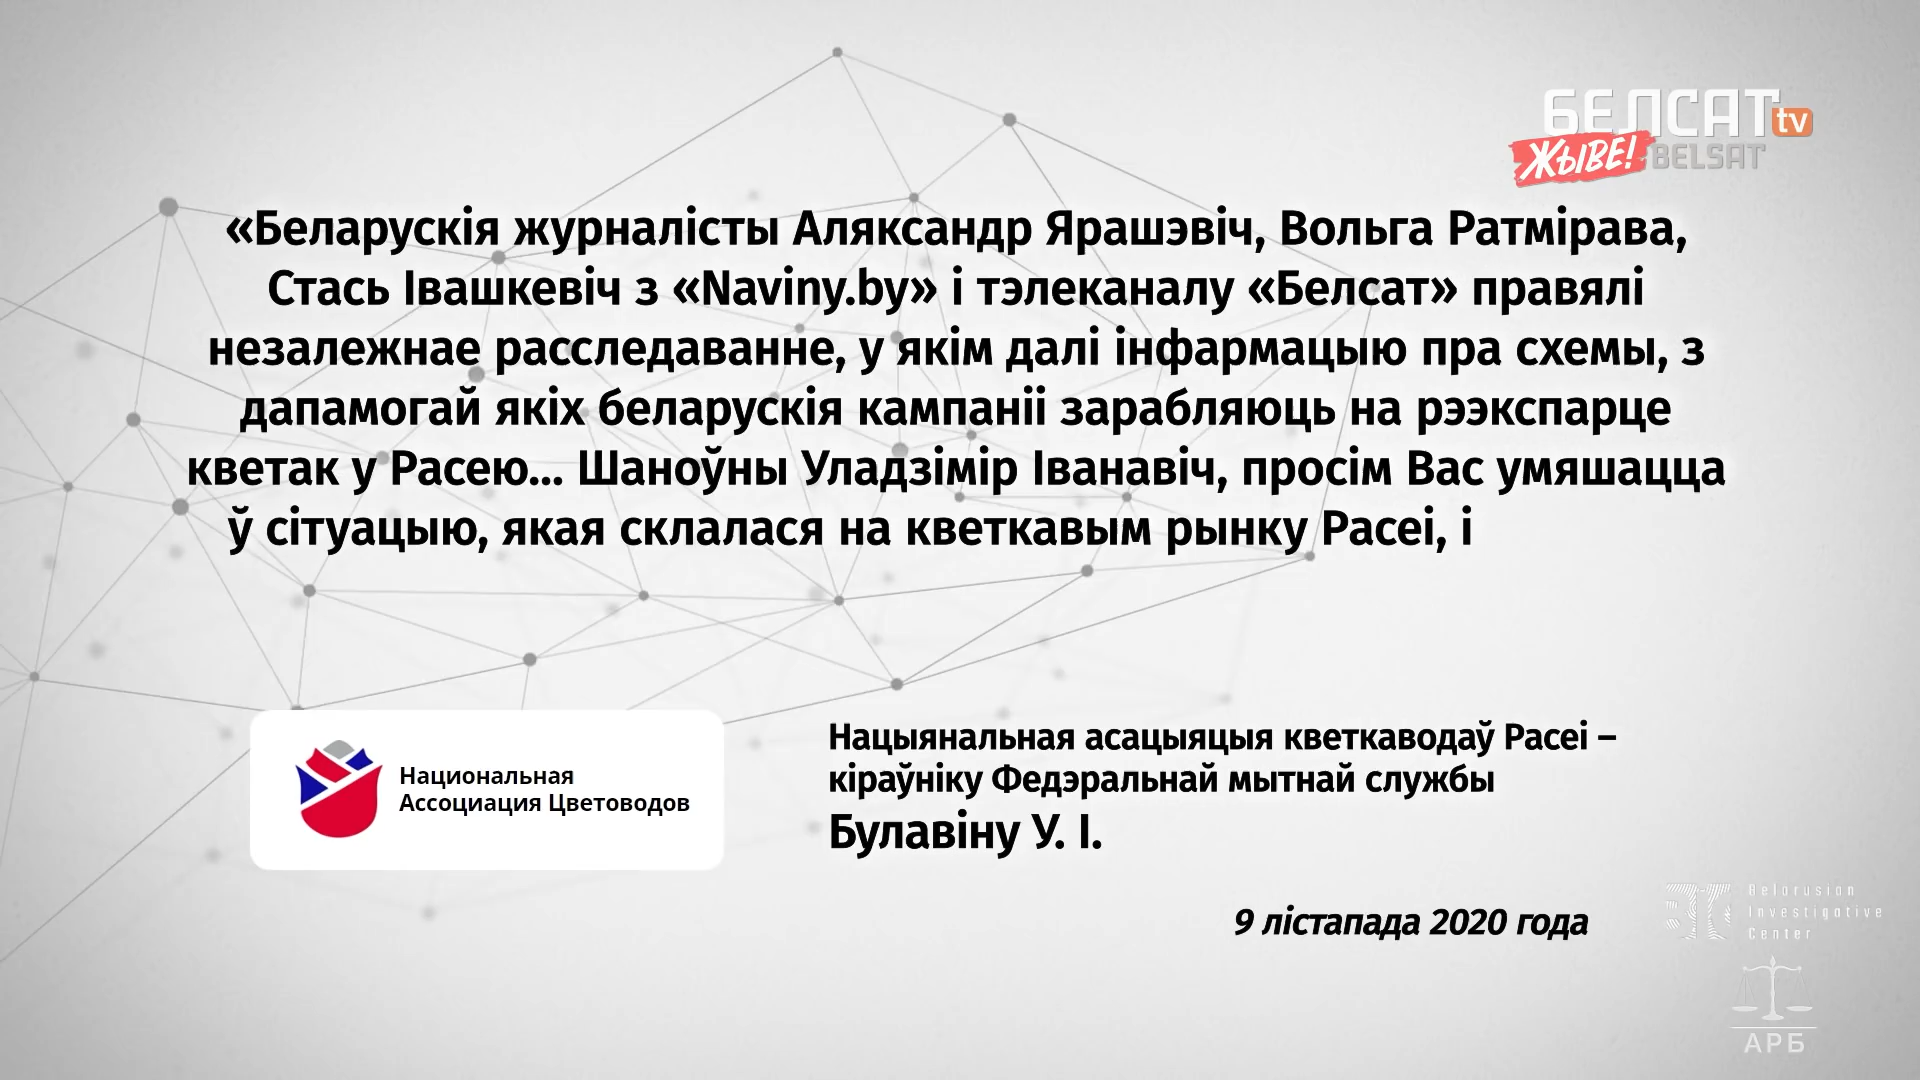 БЕЛСАТ tv
ЖЫВЕ! BELSAT
«Беларускія журналісты Аляксандр Ярашэвіч, Вольга Ратмірава,
Стась Івашкевіч з «Naviny.by» і тэлеканалу «Белсат» правялі
незалежнае расследаванне, у якім далі інфармацыю пра схемы, з
дапамогай якіх беларускія кампаніі зарабляюць на рээкспарце
кветак у Расею... Шаноўны Уладзімір Іванавіч, просім Вас умяшацца
ў сітуацыю, якая склалася на кветкавым рынку Расеі, і
Национальная
Ассоциация Цветоводов
Нацыянальная асацыяцыя кветкаводаў Расеі –
кіраўніку Федэральнай мытнай службы
Булавіну У. І.
9 лістапада 2020 года
Belarusian
Investigative
Center
АРБ